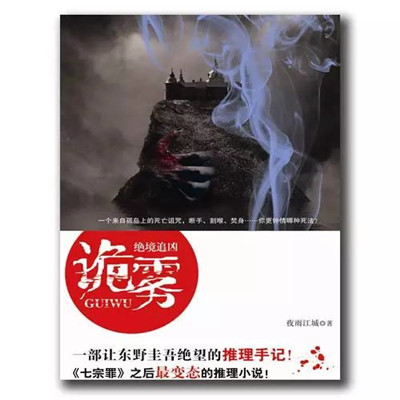 一个来自孤岛上的死亡诅咒，断手、割喉、焚身……你更钟情哪种死法？
绝境追凶
诡雾
GUIWU
夜雨江城 著
一部让东野圭吾绝望的推理手记！
《七宗罪》之后最变态的推理小说！